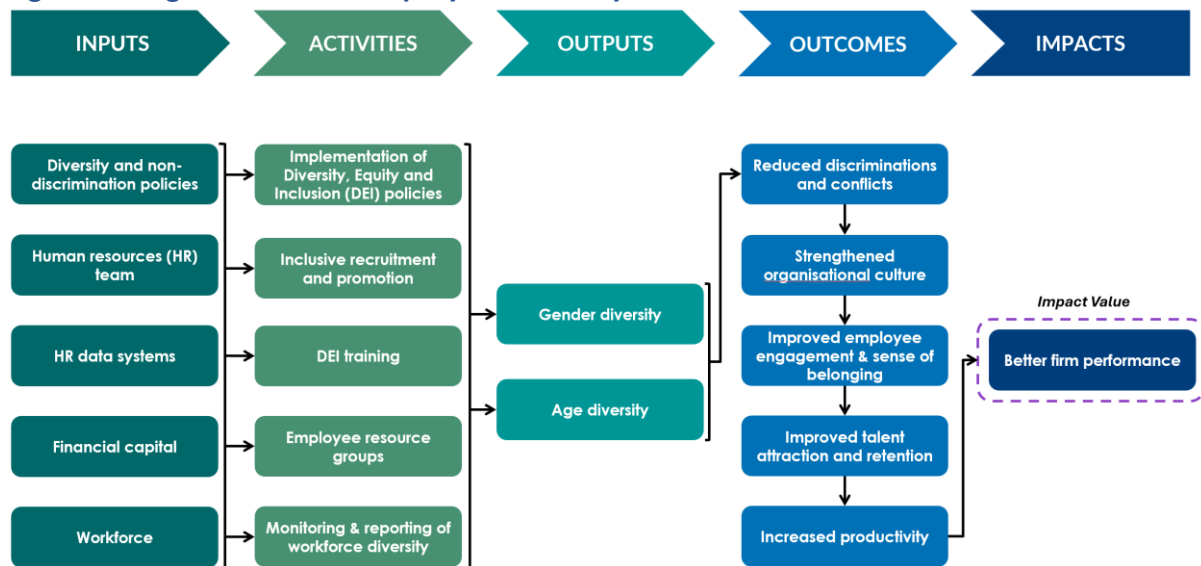 INPUTS
ACTIVITIES
OUTPUTS
OUTCOMES
IMPACTS
Diversity and non-
discrimination policies
Human resources (HR)
team
HR data systems
Financial capital
Workforce
Implementation of
Diversity, Equity and
Inclusion (DEI) policies
Inclusive recruitment
and promotion
DEI training
Employee resource
groups
Monitoring & reporting of
workforce diversity
Gender diversity
Age diversity
Reduced discriminations
and conflicts
Strengthened
organisational culture
Improved employee
engagement & sense of
belonging
Improved talent
attraction and retention
Increased productivity
Impact Value
Better firm performance